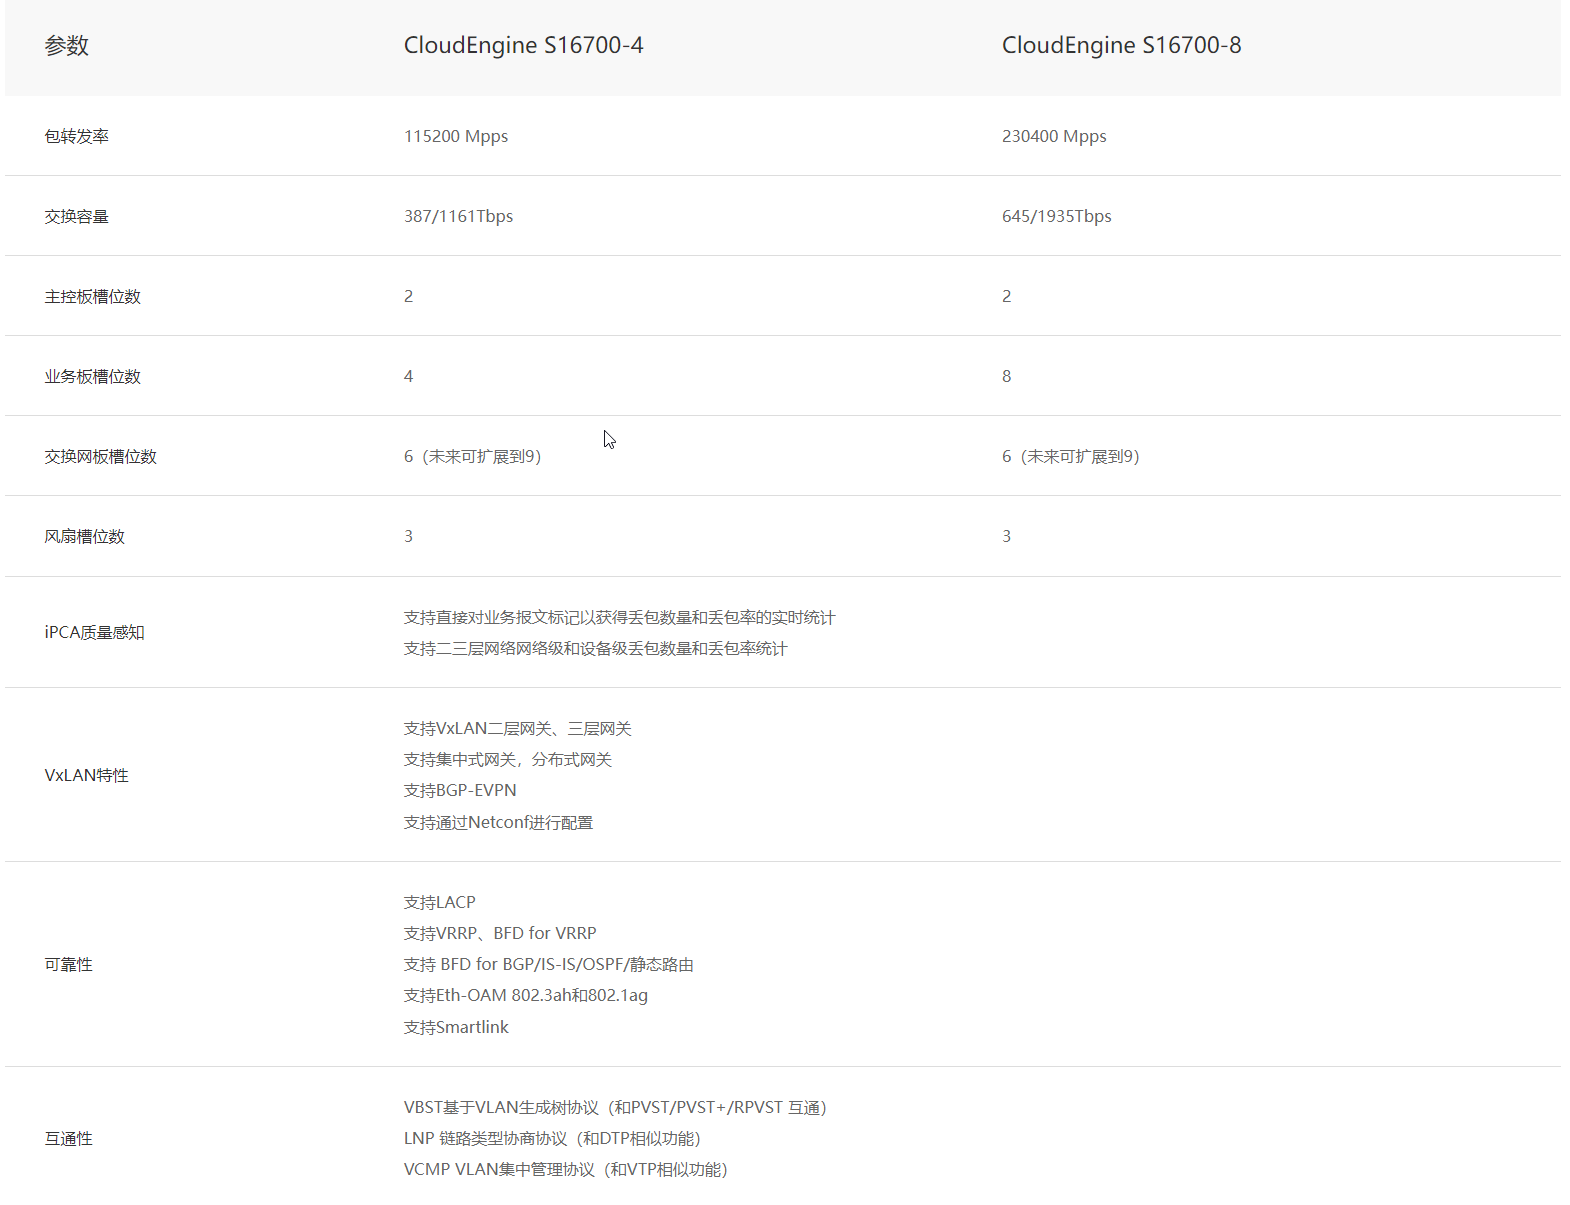 参数 CloudEngine S16700-4 CloudEngine S16700-8
包转发率 115200 Mpps 230400 Mpps
交换容量 387/1161Tbps 645/1935Tbps
主控板槽位数 2 2
业务板槽位数 4 8
交换网板槽位数 6（未来可扩展到9） 6（未来可扩展到9）
风扇槽位数 3 3
iPCA质量感知
支持直接对业务报文标记以获得丢包数量和丢包率的实时统计
支持二三层网络网络级和设备级丢包数量和丢包率统计
VxLAN特性
支持VxLAN二层网关、三层网关
支持集中式网关，分布式网关
支持BGP-EVPN
支持通过Netconf进行配置
可靠性
支持LACP
支持VRRP、BFD for VRRP
支持 BFD for BGP/IS-IS/OSPF/静态路由
支持Eth-OAM 802.3ah和802.1ag
支持Smartlink
互通性
VBST基于VLAN生成树协议（和PVST/PVST+/RPVST 互通）
LNP 链路类型协商协议（和DTP相似功能）
VCMP VLAN集中管理协议（和VTP相似功能）